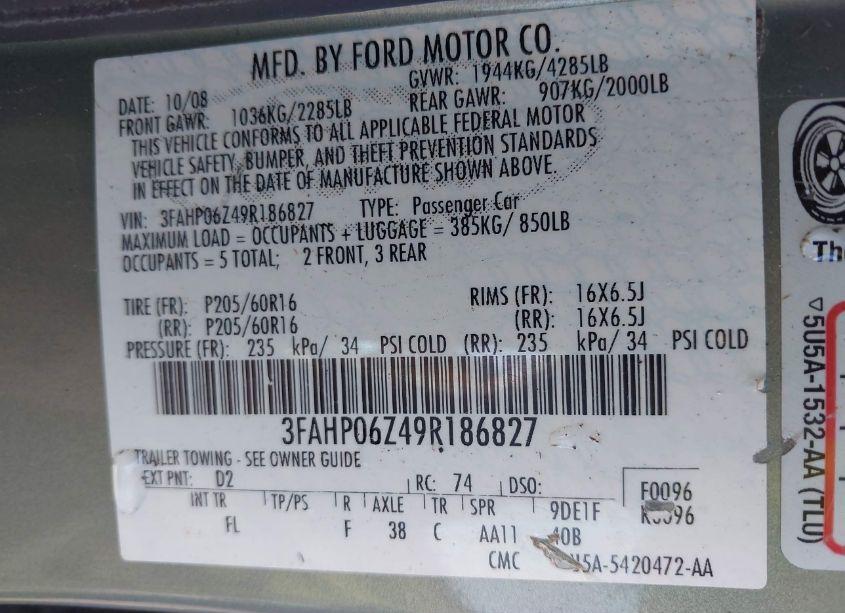 MFD. BY FORD MOTOR CO.
DATE: 10/08 GVWR: 1944KG/4285LB
FRONT GAWR: 1036KG/2285LB REAR GAWR: 907KG/2000LB
THIS VEHICLE CONFORMS TO ALL APPLICABLE FEDERAL MOTOR
VEHICLE SAFETY, BUMPER, AND THEFT PREVENTION STANDARDS
IN EFFECT ON THE DATE OF MANUFACTURE SHOWN ABOVE.
VIN: 3FAHP06Z49R186827 TYPE: Passenger Car
MAXIMUM LOAD = OCCUPANTS + LUGGAGE = 385KG/ 850LB
OCCUPANTS = 5 TOTAL; 2 FRONT, 3 REAR
TIRE (FR): P205/60R16 RIMS (FR): 16X6.5J
(RR): P205/60R16 (RR): 16X6.5J
PRESSURE (FR): 235 kPa/ 34 PSI COLD (RR): 235 kPa/ 34 PSI COLD
3FAHP06Z49R186827
TRAILER TOWING - SEE OWNER GUIDE
EXT PNT: D2 RC: 74 DSO: F0096
INT TR TP/PS R AXLE TR SPR 9DE1F
FL F 38 C AA11 40B
CMC 5A-5420472-AA
5U5A-1532-AA (TLU)